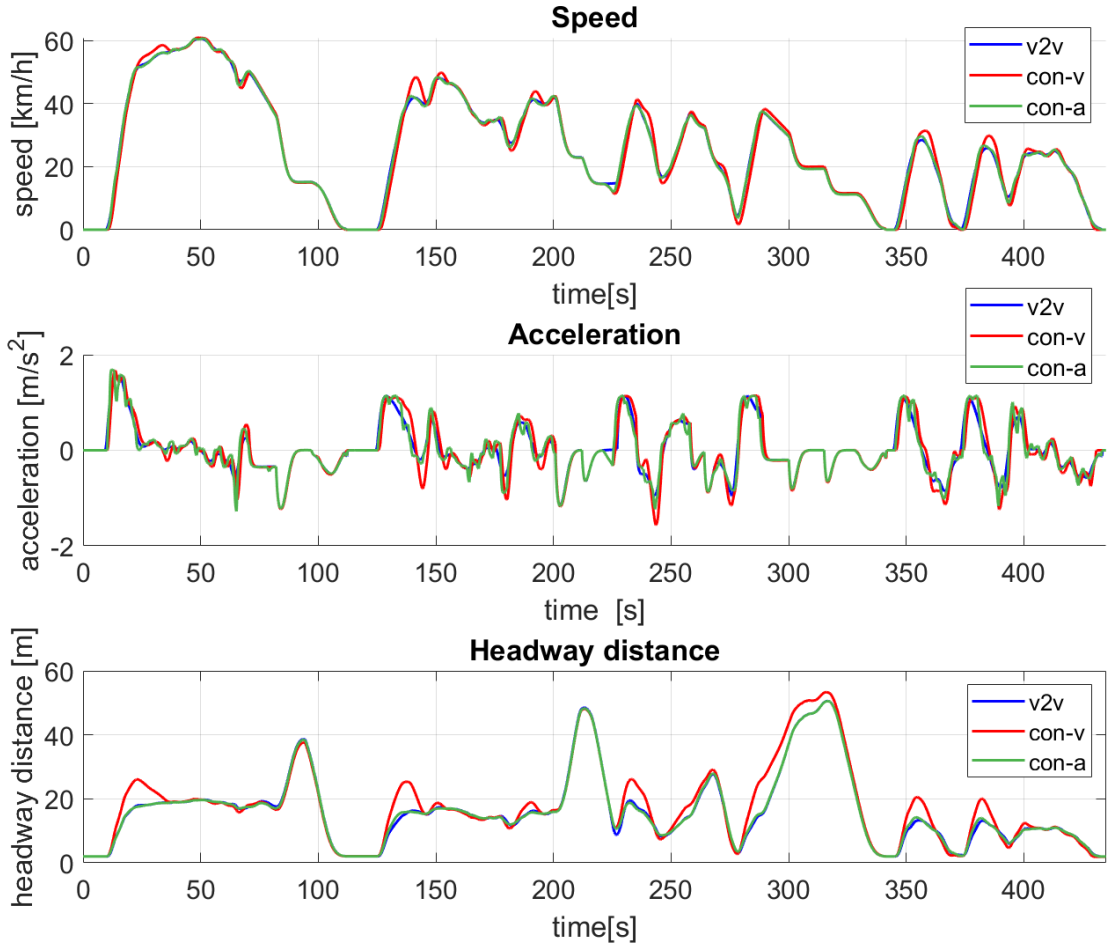 Speed
speed [km/h]
60
40
20
0
v2v
con-v
con-a
0 50 100 150 200 250 300 350 400
time[s]
Acceleration
acceleration [m/s²]
2
0
-2
v2v
con-v
con-a
0 50 100 150 200 250 300 350 400
time [s]
Headway distance
headway distance [m]
60
40
20
0
v2v
con-v
con-a
0 50 100 150 200 250 300 350 400
time[s]